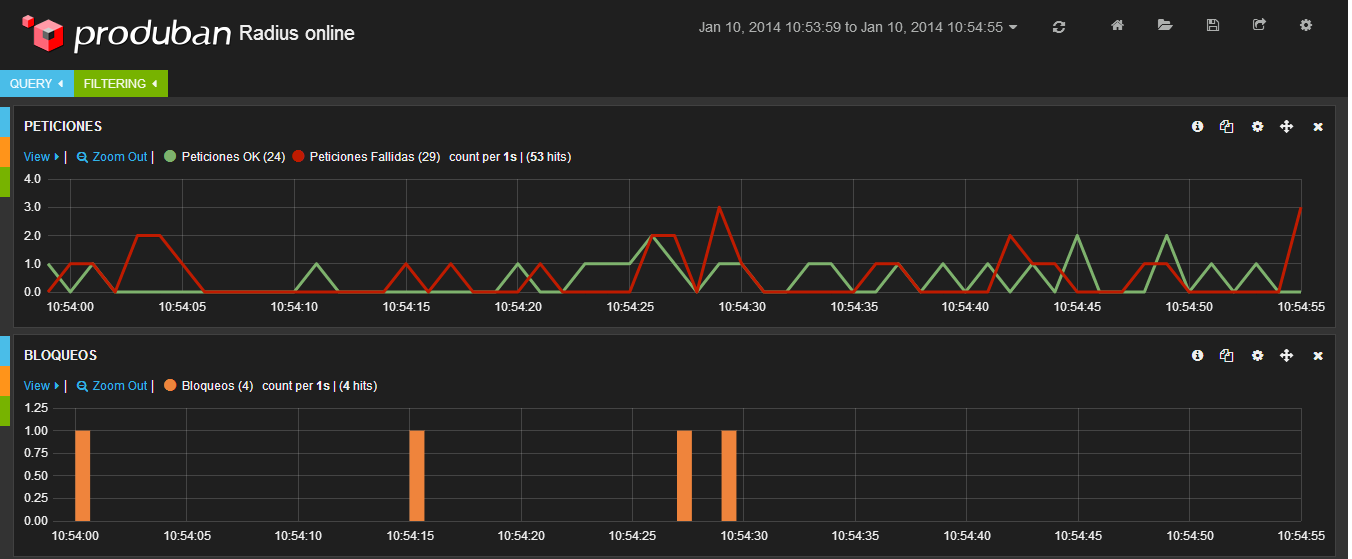 produban Radius online
Jan 10, 2014 10:53:59 to Jan 10, 2014 10:54:55
QUERY FILTERING
PETICIONES
View | Zoom Out | Peticiones OK (24) Peticiones Fallidas (29) count per 1s | (53 hits)
4.0
3.0
2.0
1.0
0.0
10:54:00 10:54:05 10:54:10 10:54:15 10:54:20 10:54:25 10:54:30 10:54:35 10:54:40 10:54:45 10:54:50 10:54:55
BLOQUEOS
View | Zoom Out | Bloqueos (4) count per 1s | (4 hits)
1.25
1.00
0.75
0.50
0.25
0.00
10:54:00 10:54:05 10:54:10 10:54:15 10:54:20 10:54:25 10:54:30 10:54:35 10:54:40 10:54:45 10:54:50 10:54:55